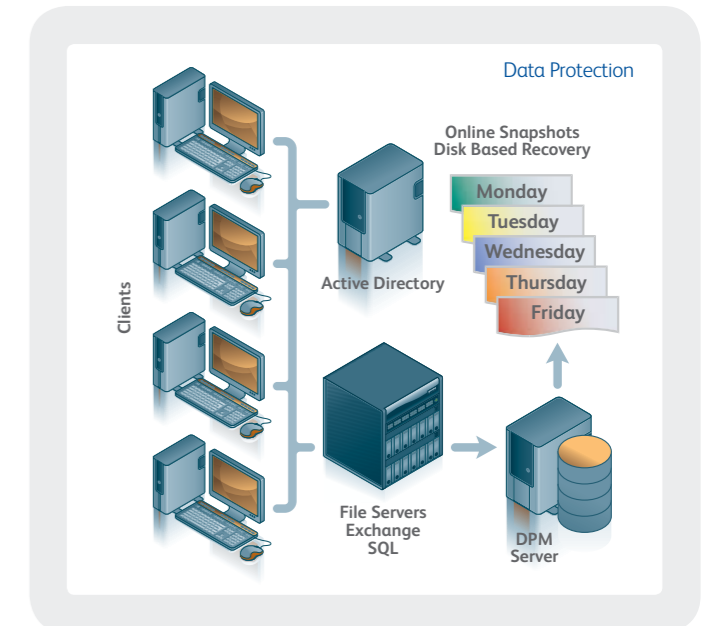 Data Protection
Online Snapshots
Disk Based Recovery
Monday
Tuesday
Wednesday
Thursday
Friday
Active Directory
Clients
File Servers
Exchange
SQL
DPM
Server